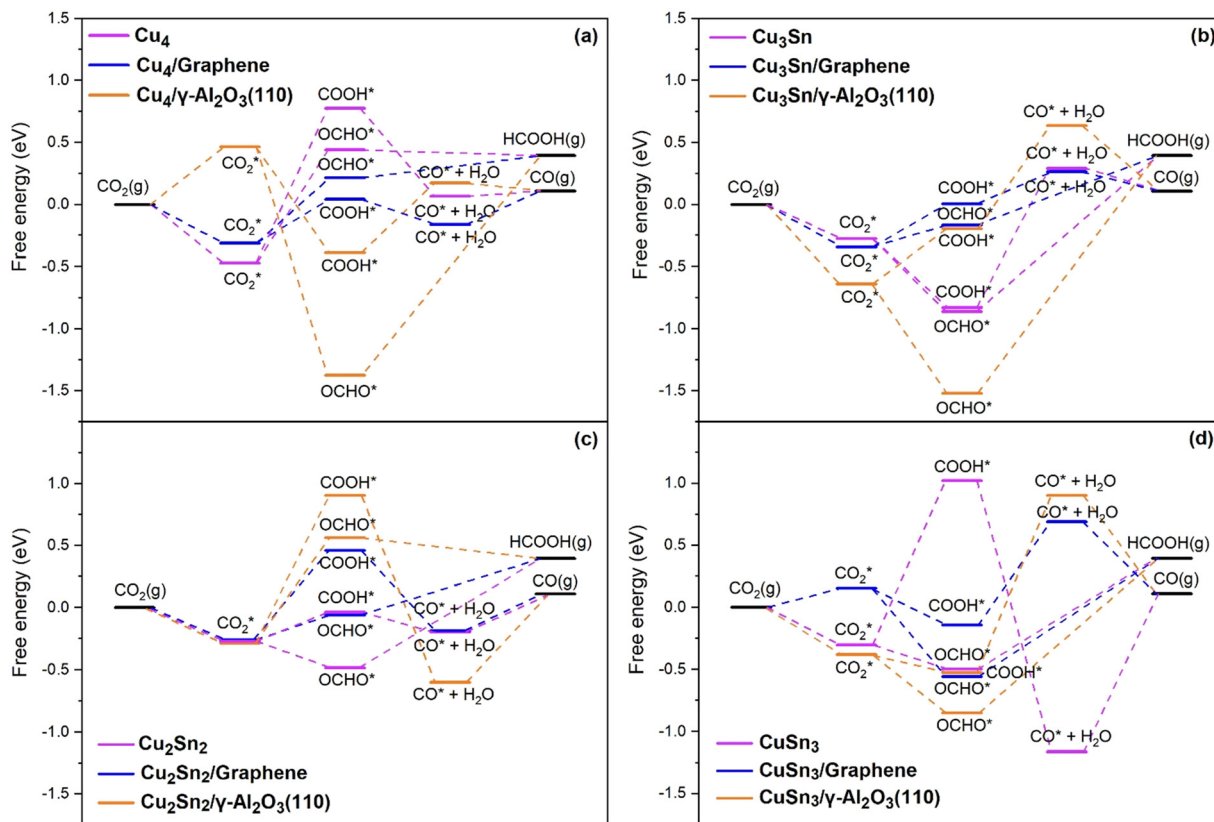 (a)
Cu₄
Cu₄/Graphene
Cu₄/γ-Al₂O₃(110)
Free energy (eV)
1.5
1.0
0.5
0.0
-0.5
-1.0
-1.5
COOH*
OCHO*
OCHO*
CO₂*
HCOOH(g)
CO* + H₂O
CO₂(g)
CO(g)
COOH*
CO₂*
CO* + H₂O
CO* + H₂O
COOH*
CO₂*
OCHO*
(b)
Cu₃Sn
Cu₃Sn/Graphene
Cu₃Sn/γ-Al₂O₃(110)
Free energy (eV)
1.5
1.0
0.5
0.0
-0.5
-1.0
-1.5
CO* + H₂O
HCOOH(g)
CO* + H₂O
CO₂(g)
COOH*
CO* + H₂O
CO(g)
OCHO*
CO₂*
COOH*
CO₂*
CO₂*
COOH*
OCHO*
OCHO*
(c)
Free energy (eV)
1.0
0.5
0.0
-0.5
-1.0
-1.5
COOH*
OCHO*
HCOOH(g)
COOH*
CO₂(g)
COOH*
CO(g)
CO₂*
OCHO*
CO* + H₂O
CO* + H₂O
OCHO*
CO* + H₂O
Cu₂Sn₂
Cu₂Sn₂/Graphene
Cu₂Sn₂/γ-Al₂O₃(110)
(d)
Free energy (eV)
1.0
0.5
0.0
-0.5
-1.0
-1.5
COOH*
CO* + H₂O
CO* + H₂O
HCOOH(g)
CO₂*
CO₂(g)
COOH*
CO(g)
CO₂*
OCHO*
CO₂*
COOH*
OCHO*
OCHO*
CO* + H₂O
CuSn₃
CuSn₃/Graphene
CuSn₃/γ-Al₂O₃(110)